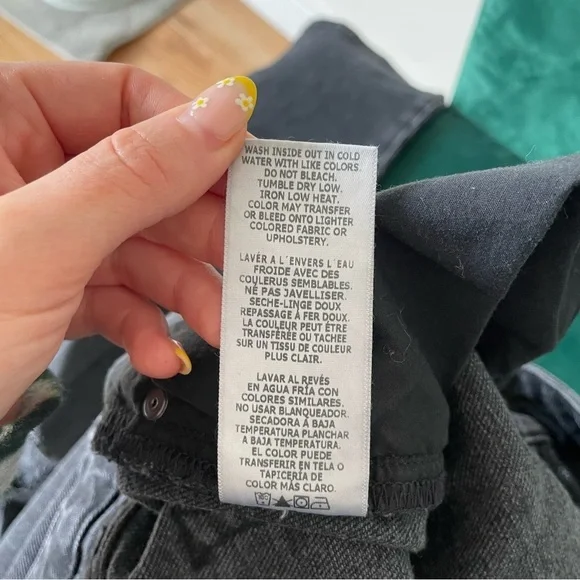 WASH INSIDE OUT IN COLD
WATER WITH LIKE COLORS.
DO NOT BLEACH.
TUMBLE DRY LOW.
IRON LOW HEAT.
COLOR MAY TRANSFER
OR BLEED ONTO LIGHTER
COLORED FABRIC OR
UPHOLSTERY.
LAVÉR A L´ENVERS L´EAU
FROIDE AVEC DES
COULERUS SEMBLABLES.
NÉ PAS JAVELLISER.
SECHE-LINGE DOUX
REPASSAGE À FER DOUX.
LA COULEUR PEUT ÊTRE
TRANSFÉRÉE OU TACHEE
SUR UN TISSU DE COULEUR
PLUS CLAIR.
LAVAR AL REVÉS
EN AGUA FRÍA CON
COLORES SIMILARES.
NO USAR BLANQUEADOR.
SECADORA Á BAJA
TEMPERATURA PLANCHAR
A BAJA TEMPERATURA.
EL COLOR PUEDE
TRANSFERIR EN TELA O
TAPICERÍA DE
COLOR MÁS CLARO.